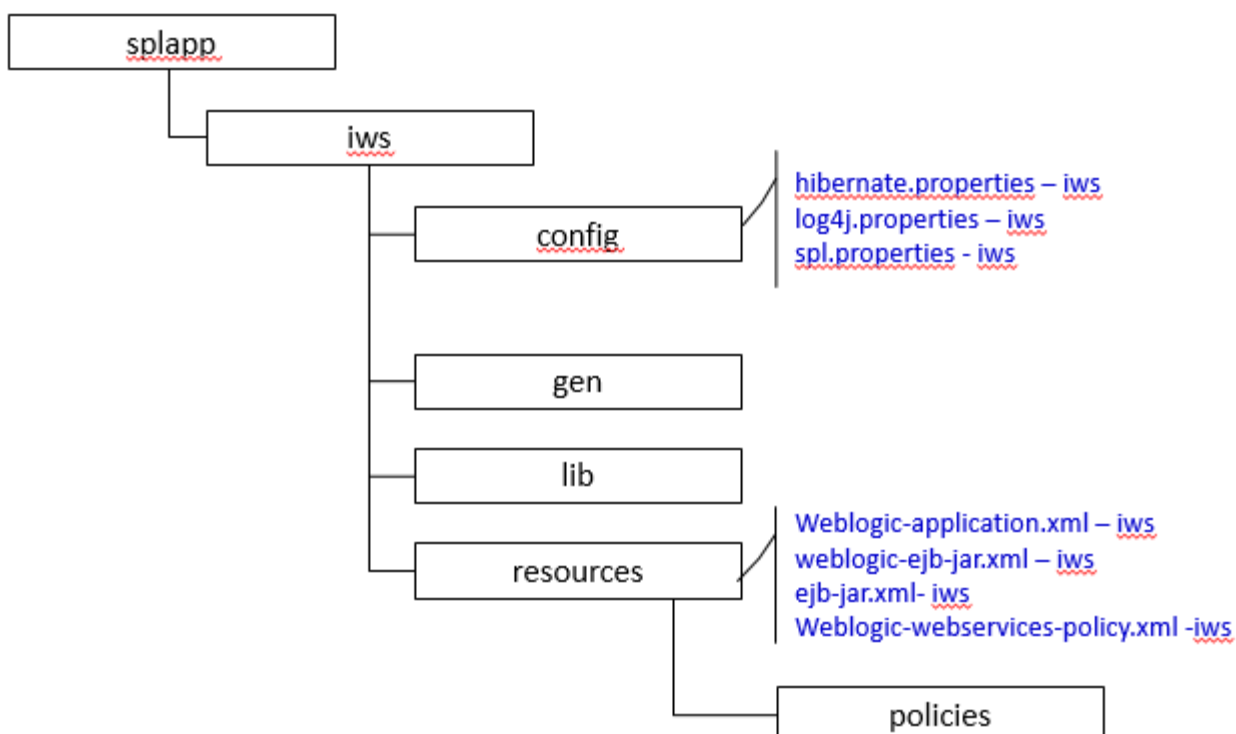 splapp
iws
config
hibernate.properties – iws
log4j.properties – iws
spl.properties - iws
gen
lib
resources
Weblogic-application.xml – iws
weblogic-ejb-jar.xml – iws
ejb-jar.xml- iws
Weblogic-webservices-policy.xml -iws
policies